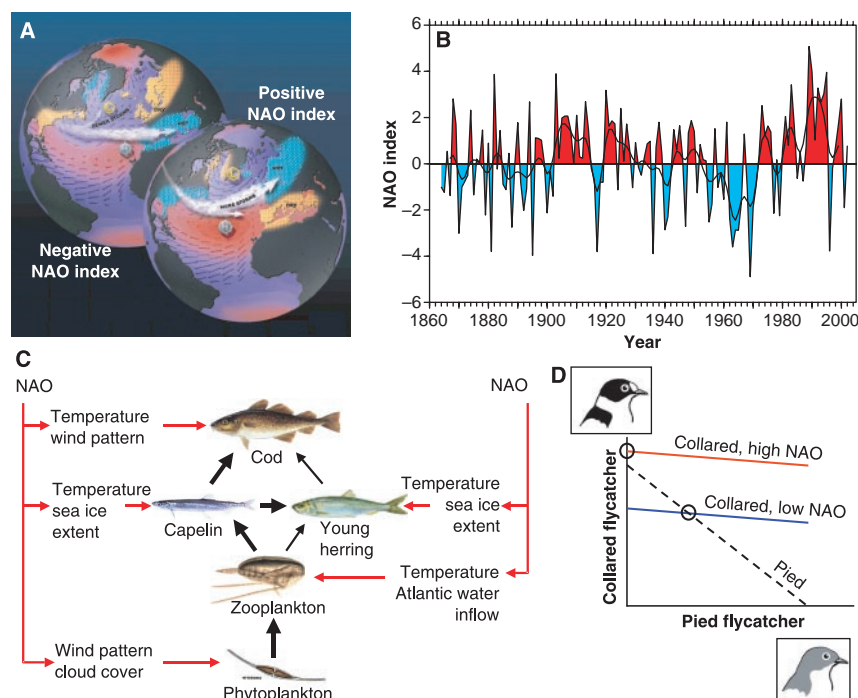 A
Positive
NAO index
Negative
NAO index
B
NAO index
6
4
2
0
−2
−4
−6
1860
1880
1900
1920
1940
1960
1980
2000
Year
C
NAO
NAO
Temperature
wind pattern
Cod
Temperature
sea ice
extent
Capelin
Young
herring
Temperature
sea ice
extent
Zooplankton
Temperature
Atlantic water
inflow
Wind pattern
cloud cover
Phytoplankton
D
Collared flycatcher
Collared, high NAO
Collared, low NAO
Pied
Pied flycatcher